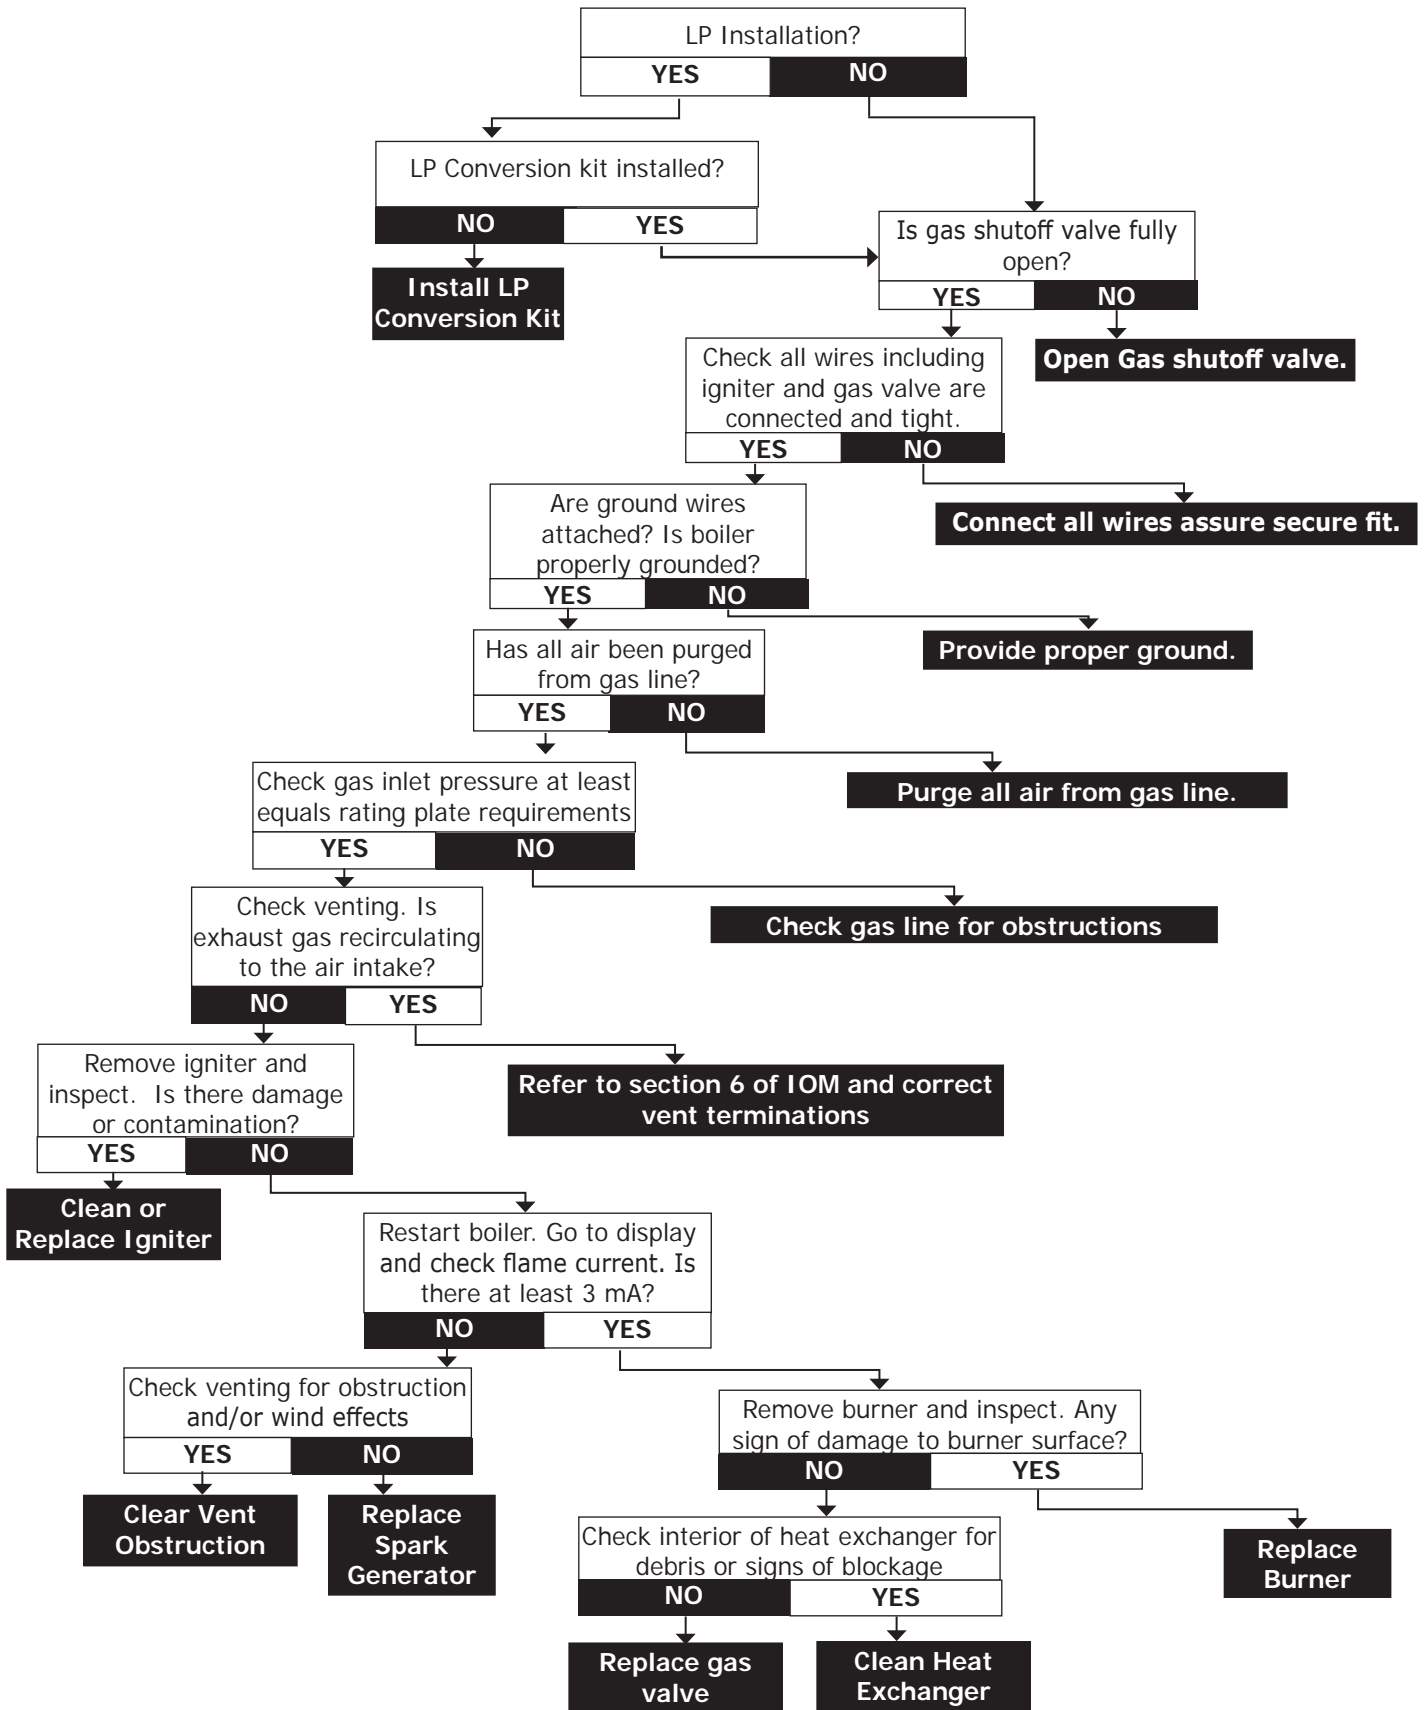 LP Installation?
YES
NO
LP Conversion kit installed?
NO
YES
Install LP
Conversion Kit
Is gas shutoff valve fully
open?
YES
NO
Open Gas shutoff valve.
Check all wires including
igniter and gas valve are
connected and tight.
YES
NO
Connect all wires assure secure fit.
Are ground wires
attached? Is boiler
properly grounded?
YES
NO
Provide proper ground.
Has all air been purged
from gas line?
YES
NO
Purge all air from gas line.
Check gas inlet pressure at least
equals rating plate requirements
YES
NO
Check gas line for obstructions
Check venting. Is
exhaust gas recirculating
to the air intake?
NO
YES
Refer to section 6 of IOM and correct
vent terminations
Remove igniter and
inspect. Is there damage
or contamination?
YES
NO
Clean or
Replace Igniter
Restart boiler. Go to display
and check flame current. Is
there at least 3 mA?
NO
YES
Check venting for obstruction
and/or wind effects
YES
NO
Clear Vent
Obstruction
Replace
Spark
Generator
Remove burner and inspect. Any
sign of damage to burner surface?
NO
YES
Replace
Burner
Check interior of heat exchanger for
debris or signs of blockage
NO
YES
Replace gas
valve
Clean Heat
Exchanger